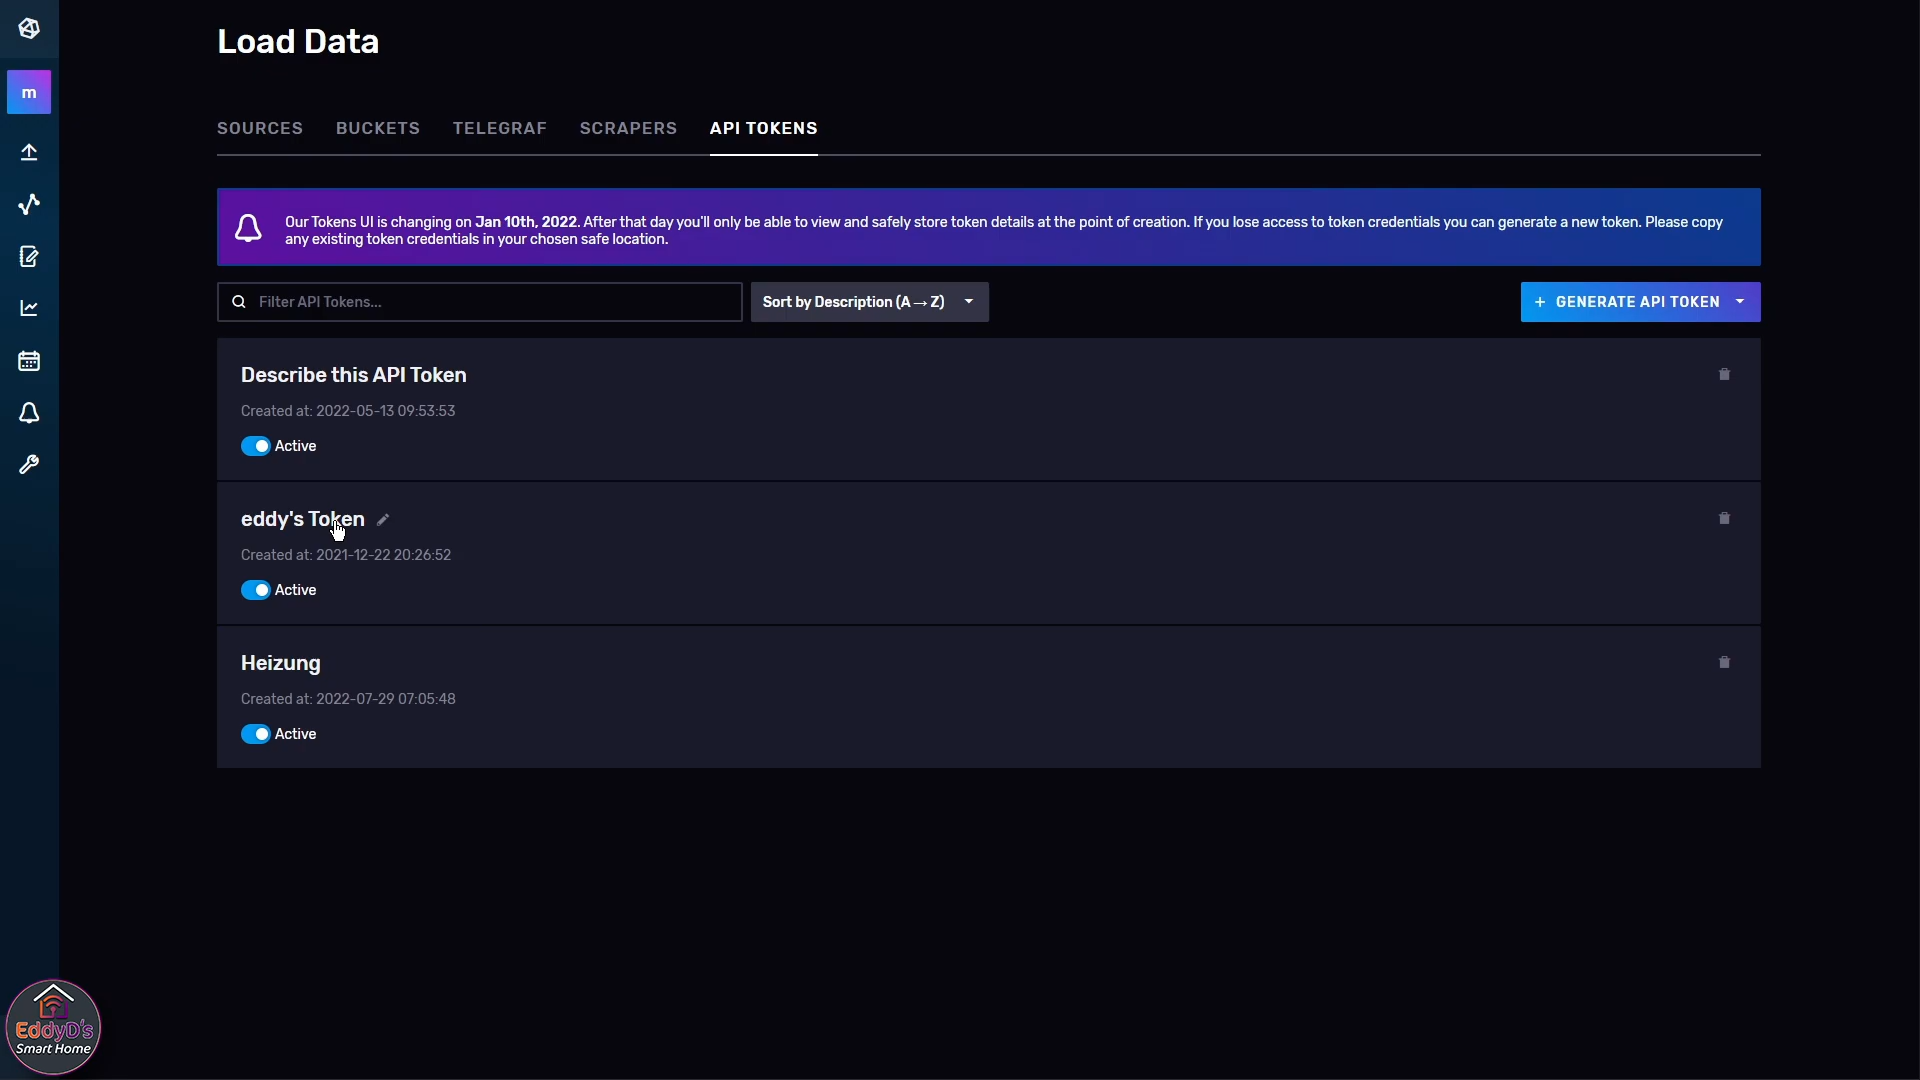 Load Data
m
SOURCES BUCKETS TELEGRAF SCRAPERS API TOKENS
Our Tokens UI is changing on Jan 10th, 2022. After that day you'll only be able to view and safely store token details at the point of creation. If you lose access to token credentials you can generate a new token. Please copy
any existing token credentials in your chosen safe location.
Filter API Tokens...
Sort by Description (A→Z)
+ GENERATE API TOKEN
Describe this API Token
Created at: 2022-05-13 09:53:53
Active
eddy's Token
Created at: 2021-12-22 20:26:52
Active
Heizung
Created at: 2022-07-29 07:05:48
Active
EddyD's
Smart Home